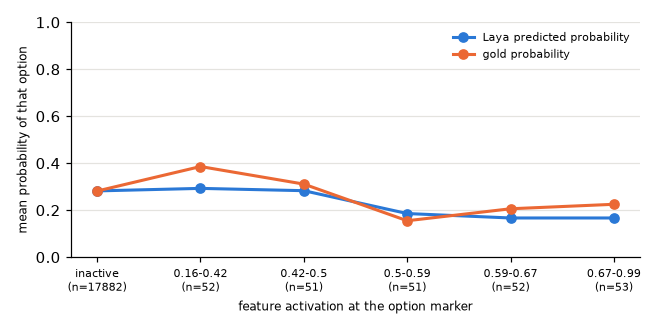 1.0
0.8
0.6
0.4
0.2
0.0
mean probability of that option
Laya predicted probability
gold probability
inactive
(n=17882)
0.16-0.42
(n=52)
0.42-0.5
(n=51)
0.5-0.59
(n=51)
0.59-0.67
(n=52)
0.67-0.99
(n=53)
feature activation at the option marker